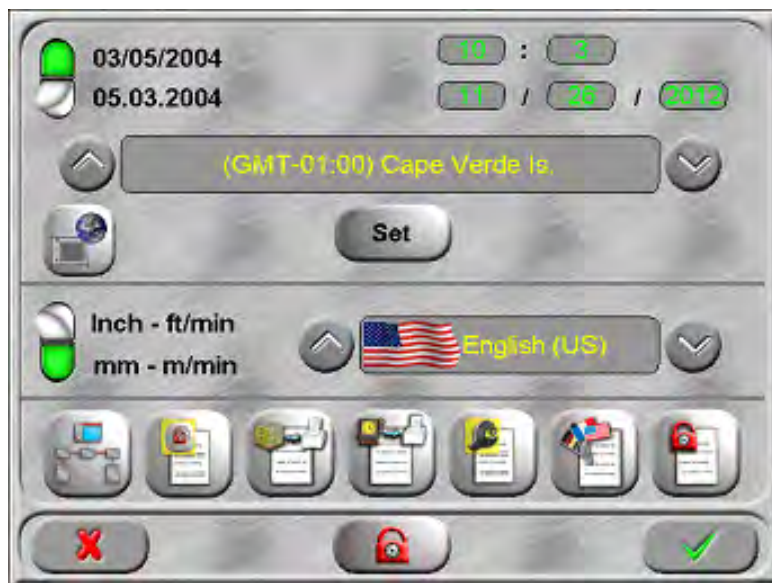 03/05/2004
10 : 3
05.03.2004
11 / 26 / 2012
(GMT-01:00) Cape Verde Is.
Set
Inch - ft/min
English (US)
mm - m/min